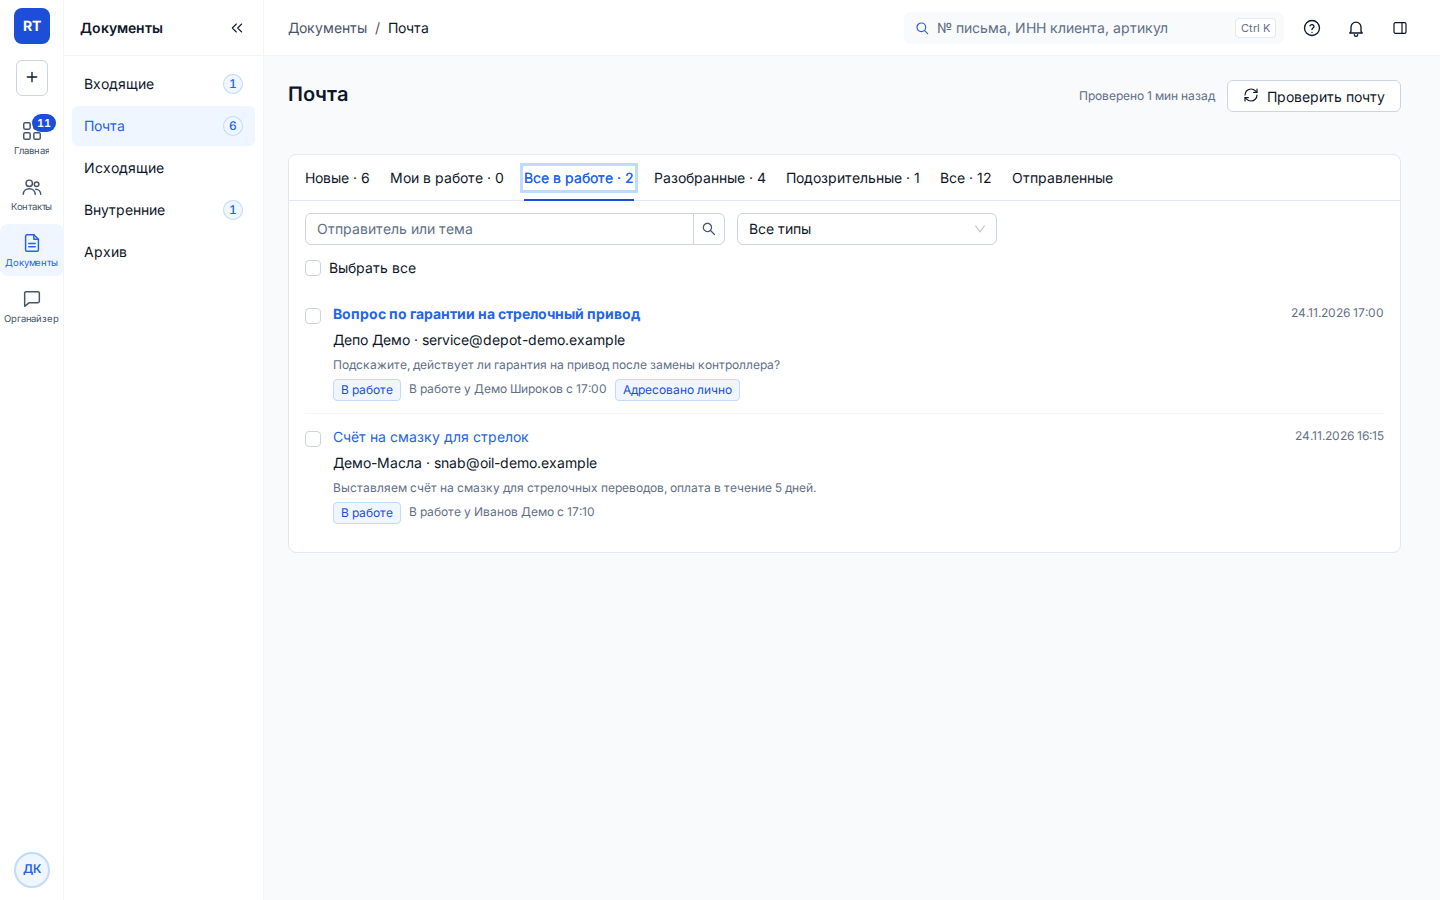 RT
Документы
Документы / Почта
№ письма, ИНН клиента, артикул
Ctrl K
11
Главная
Контакты
Документы
Органайзер
ДК
Входящие 1
Почта 6
Исходящие
Внутренние 1
Архив
Почта
Проверено 1 мин назад
Проверить почту
Новые · 6 Мои в работе · 0 Все в работе · 2 Разобранные · 4 Подозрительные · 1 Все · 12 Отправленные
Отправитель или тема
Все типы
Выбрать все
Вопрос по гарантии на стрелочный привод 24.11.2026 17:00
Депо Демо · service@depot-demo.example
Подскажите, действует ли гарантия на привод после замены контроллера?
В работе В работе у Демо Широков с 17:00 Адресовано лично
Счёт на смазку для стрелок 24.11.2026 16:15
Демо-Масла · snab@oil-demo.example
Выставляем счёт на смазку для стрелочных переводов, оплата в течение 5 дней.
В работе В работе у Иванов Демо с 17:10